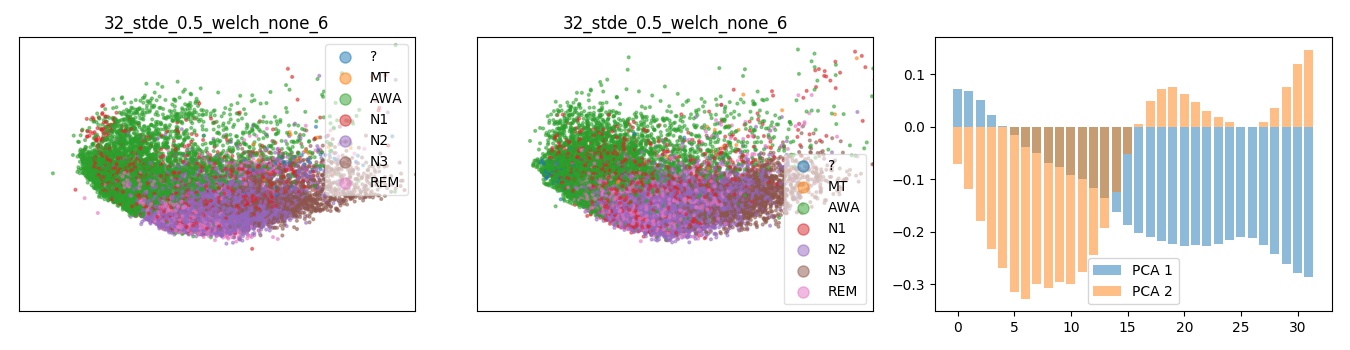 32_stde_0.5_welch_none_6
?
MT
AWA
N1
N2
N3
REM
32_stde_0.5_welch_none_6
?
MT
AWA
N1
N2
N3
REM
0.1
0.0
−0.1
−0.2
−0.3
0
5
10
15
20
25
30
PCA 1
PCA 2